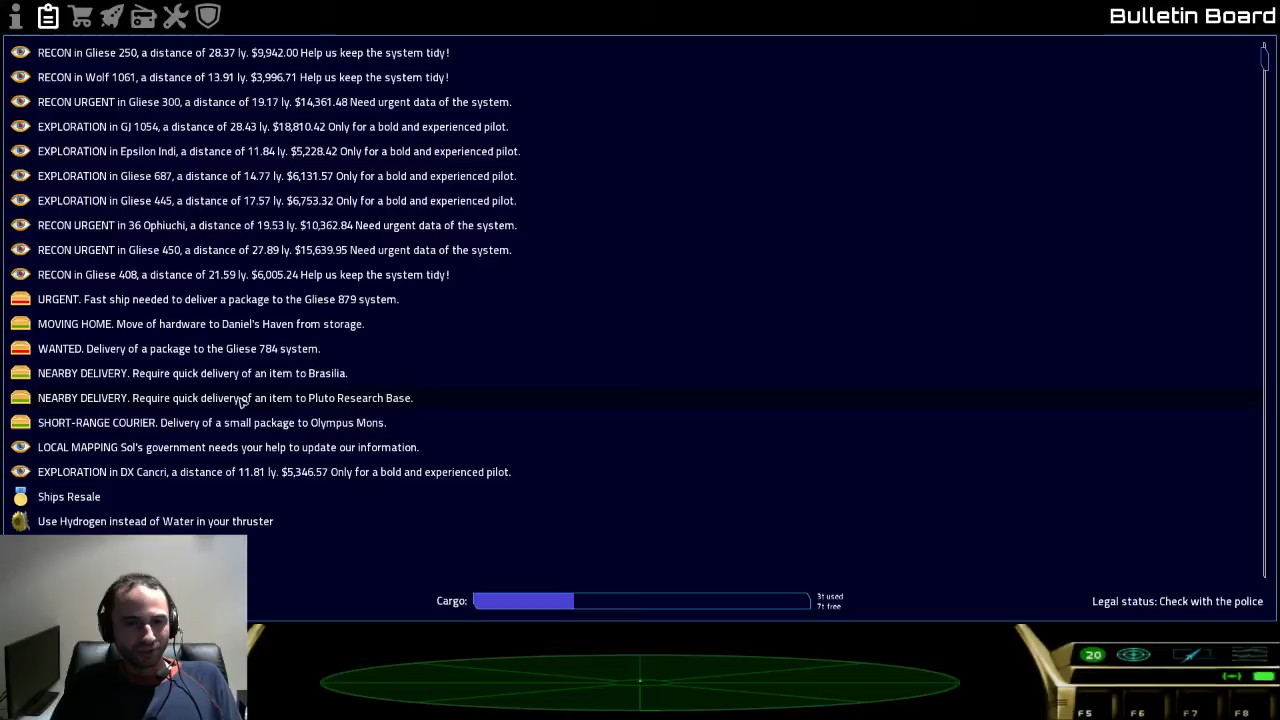 Bulletin Board
RECON in Gliese 250, a distance of 28.37 ly. $9,942.00 Help us keep the system tidy!
RECON in Wolf 1061, a distance of 13.91 ly. $3,996.71 Help us keep the system tidy!
RECON URGENT in Gliese 300, a distance of 19.17 ly. $14,361.48 Need urgent data of the system.
EXPLORATION in GJ 1054, a distance of 28.43 ly. $18,810.42 Only for a bold and experienced pilot.
EXPLORATION in Epsilon Indi, a distance of 11.84 ly. $5,228.42 Only for a bold and experienced pilot.
EXPLORATION in Gliese 687, a distance of 14.77 ly. $6,131.57 Only for a bold and experienced pilot.
EXPLORATION in Gliese 445, a distance of 17.57 ly. $6,753.32 Only for a bold and experienced pilot.
RECON URGENT in 36 Ophiuchi, a distance of 19.53 ly. $10,362.84 Need urgent data of the system.
RECON URGENT in Gliese 450, a distance of 27.89 ly. $15,639.95 Need urgent data of the system.
RECON in Gliese 408, a distance of 21.59 ly. $6,005.24 Help us keep the system tidy!
URGENT. Fast ship needed to deliver a package to the Gliese 879 system.
MOVING HOME. Move of hardware to Daniel's Haven from storage.
WANTED. Delivery of a package to the Gliese 784 system.
NEARBY DELIVERY. Require quick delivery of an item to Brasilia.
NEARBY DELIVERY. Require quick delivery of an item to Pluto Research Base.
SHORT-RANGE COURIER. Delivery of a small package to Olympus Mons.
LOCAL MAPPING Sol's government needs your help to update our information.
EXPLORATION in DX Cancri, a distance of 11.81 ly. $5,346.57 Only for a bold and experienced pilot.
Ships Resale
Use Hydrogen instead of Water in your thruster
Cargo:
3t used
7t free
Legal status: Check with the police
20
F5 F6 F7 F8